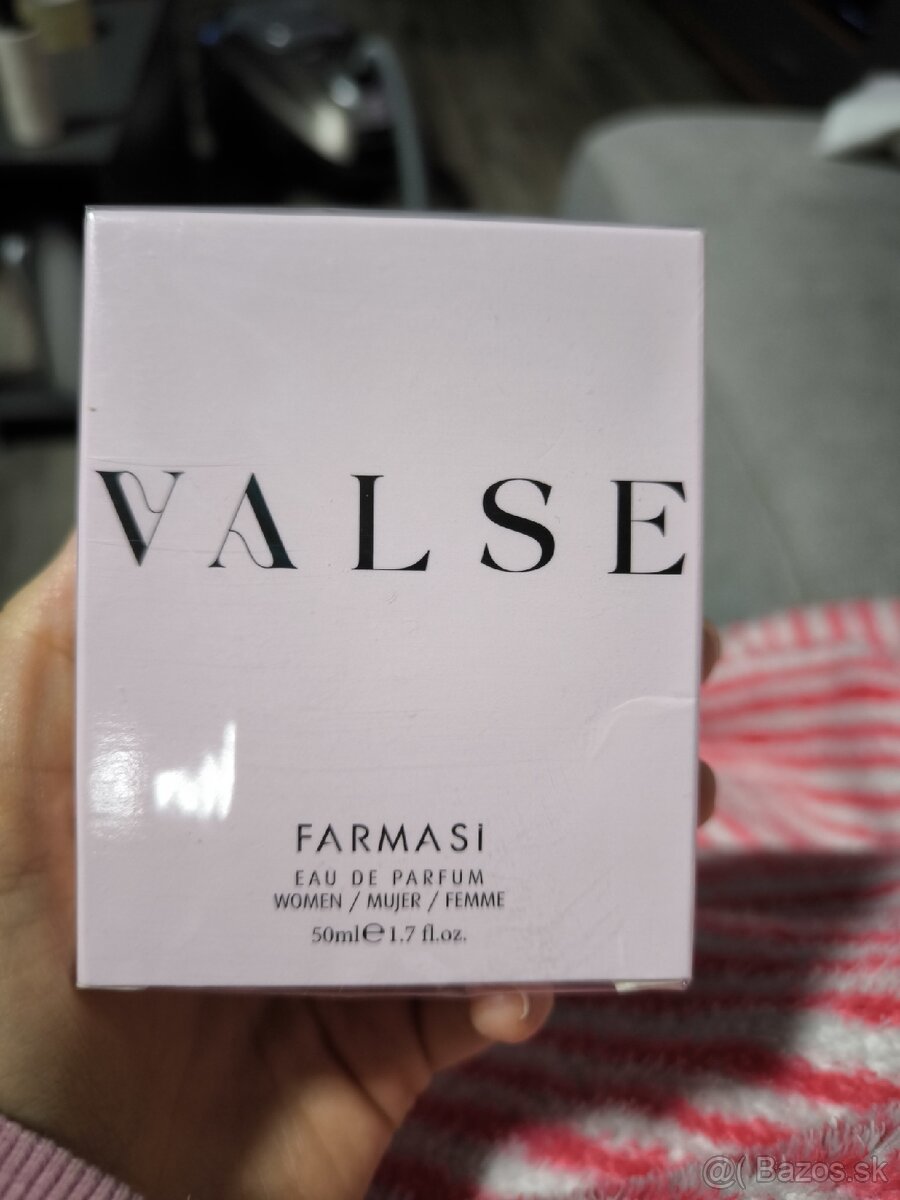 VALSE
FARMASi
EAU DE PARFUM
WOMEN / MUJER / FEMME
50ml℮1.7 fl.oz.
@( Bazos.sk